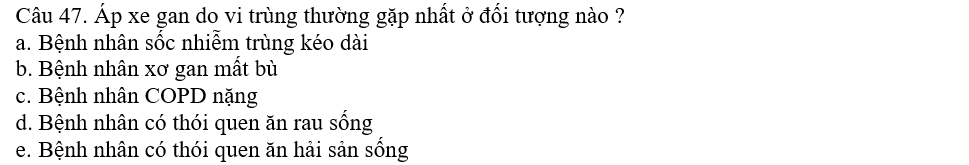 Câu 47. Áp xe gan do vi trùng thường gặp nhất ở đối tượng nào ?
a. Bệnh nhân sốc nhiễm trùng kéo dài
b. Bệnh nhân xơ gan mất bù
c. Bệnh nhân COPD nặng
d. Bệnh nhân có thói quen ăn rau sống
e. Bệnh nhân có thói quen ăn hải sản sống